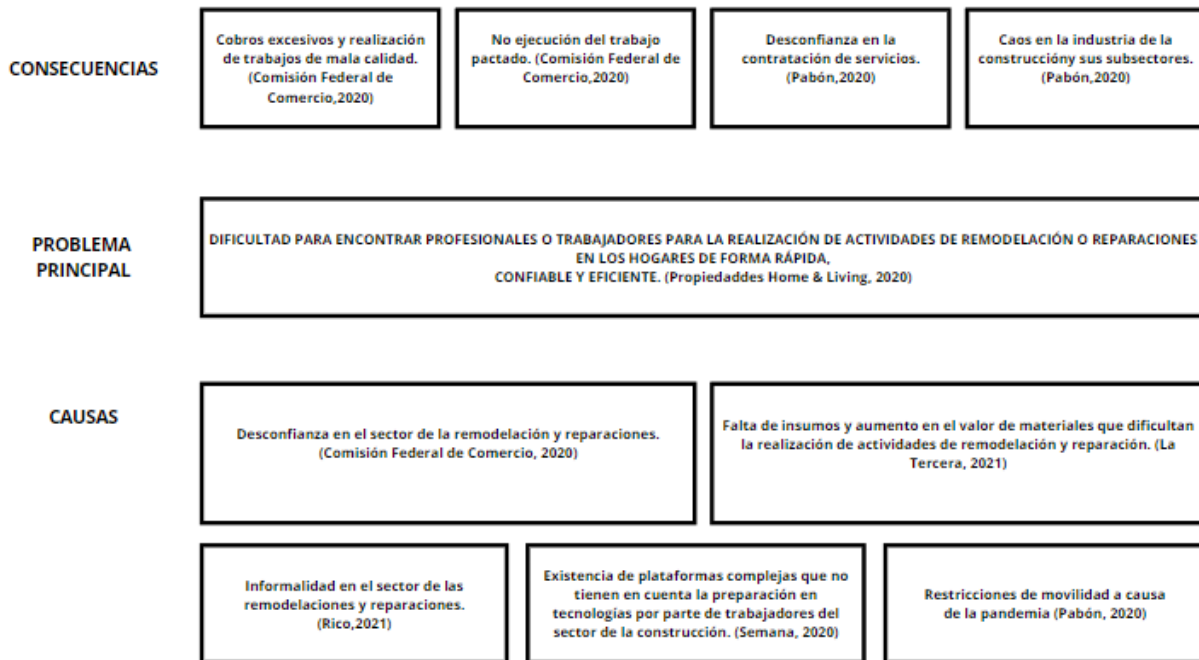 CONSECUENCIAS
Cobros excesivos y realización
de trabajos de mala calidad.
(Comisión Federal de
Comercio,2020)
No ejecución del trabajo
pactado. (Comisión Federal de
Comercio,2020)
Desconfianza en la
contratación de servicios.
(Pabón,2020)
Caos en la industria de la
construccióny sus subsectores.
(Pabón,2020)
PROBLEMA
PRINCIPAL
DIFICULTAD PARA ENCONTRAR PROFESIONALES O TRABAJADORES PARA LA REALIZACIÓN DE ACTIVIDADES DE REMODELACIÓN O REPARACIONES
EN LOS HOGARES DE FORMA RÁPIDA,
CONFIABLE Y EFICIENTE. (Propiedaddes Home & Living, 2020)
CAUSAS
Desconfianza en el sector de la remodelación y reparaciones.
(Comisión Federal de Comercio, 2020)
Falta de insumos y aumento en el valor de materiales que dificultan
la realización de actividades de remodelación y reparación. (La
Tercera, 2021)
Informalidad en el sector de las
remodelaciones y reparaciones.
(Rico,2021)
Existencia de plataformas complejas que no
tienen en cuenta la preparación en
tecnologías por parte de trabajadores del
sector de la construcción. (Semana, 2020)
Restricciones de movilidad a causa
de la pandemia (Pabón, 2020)